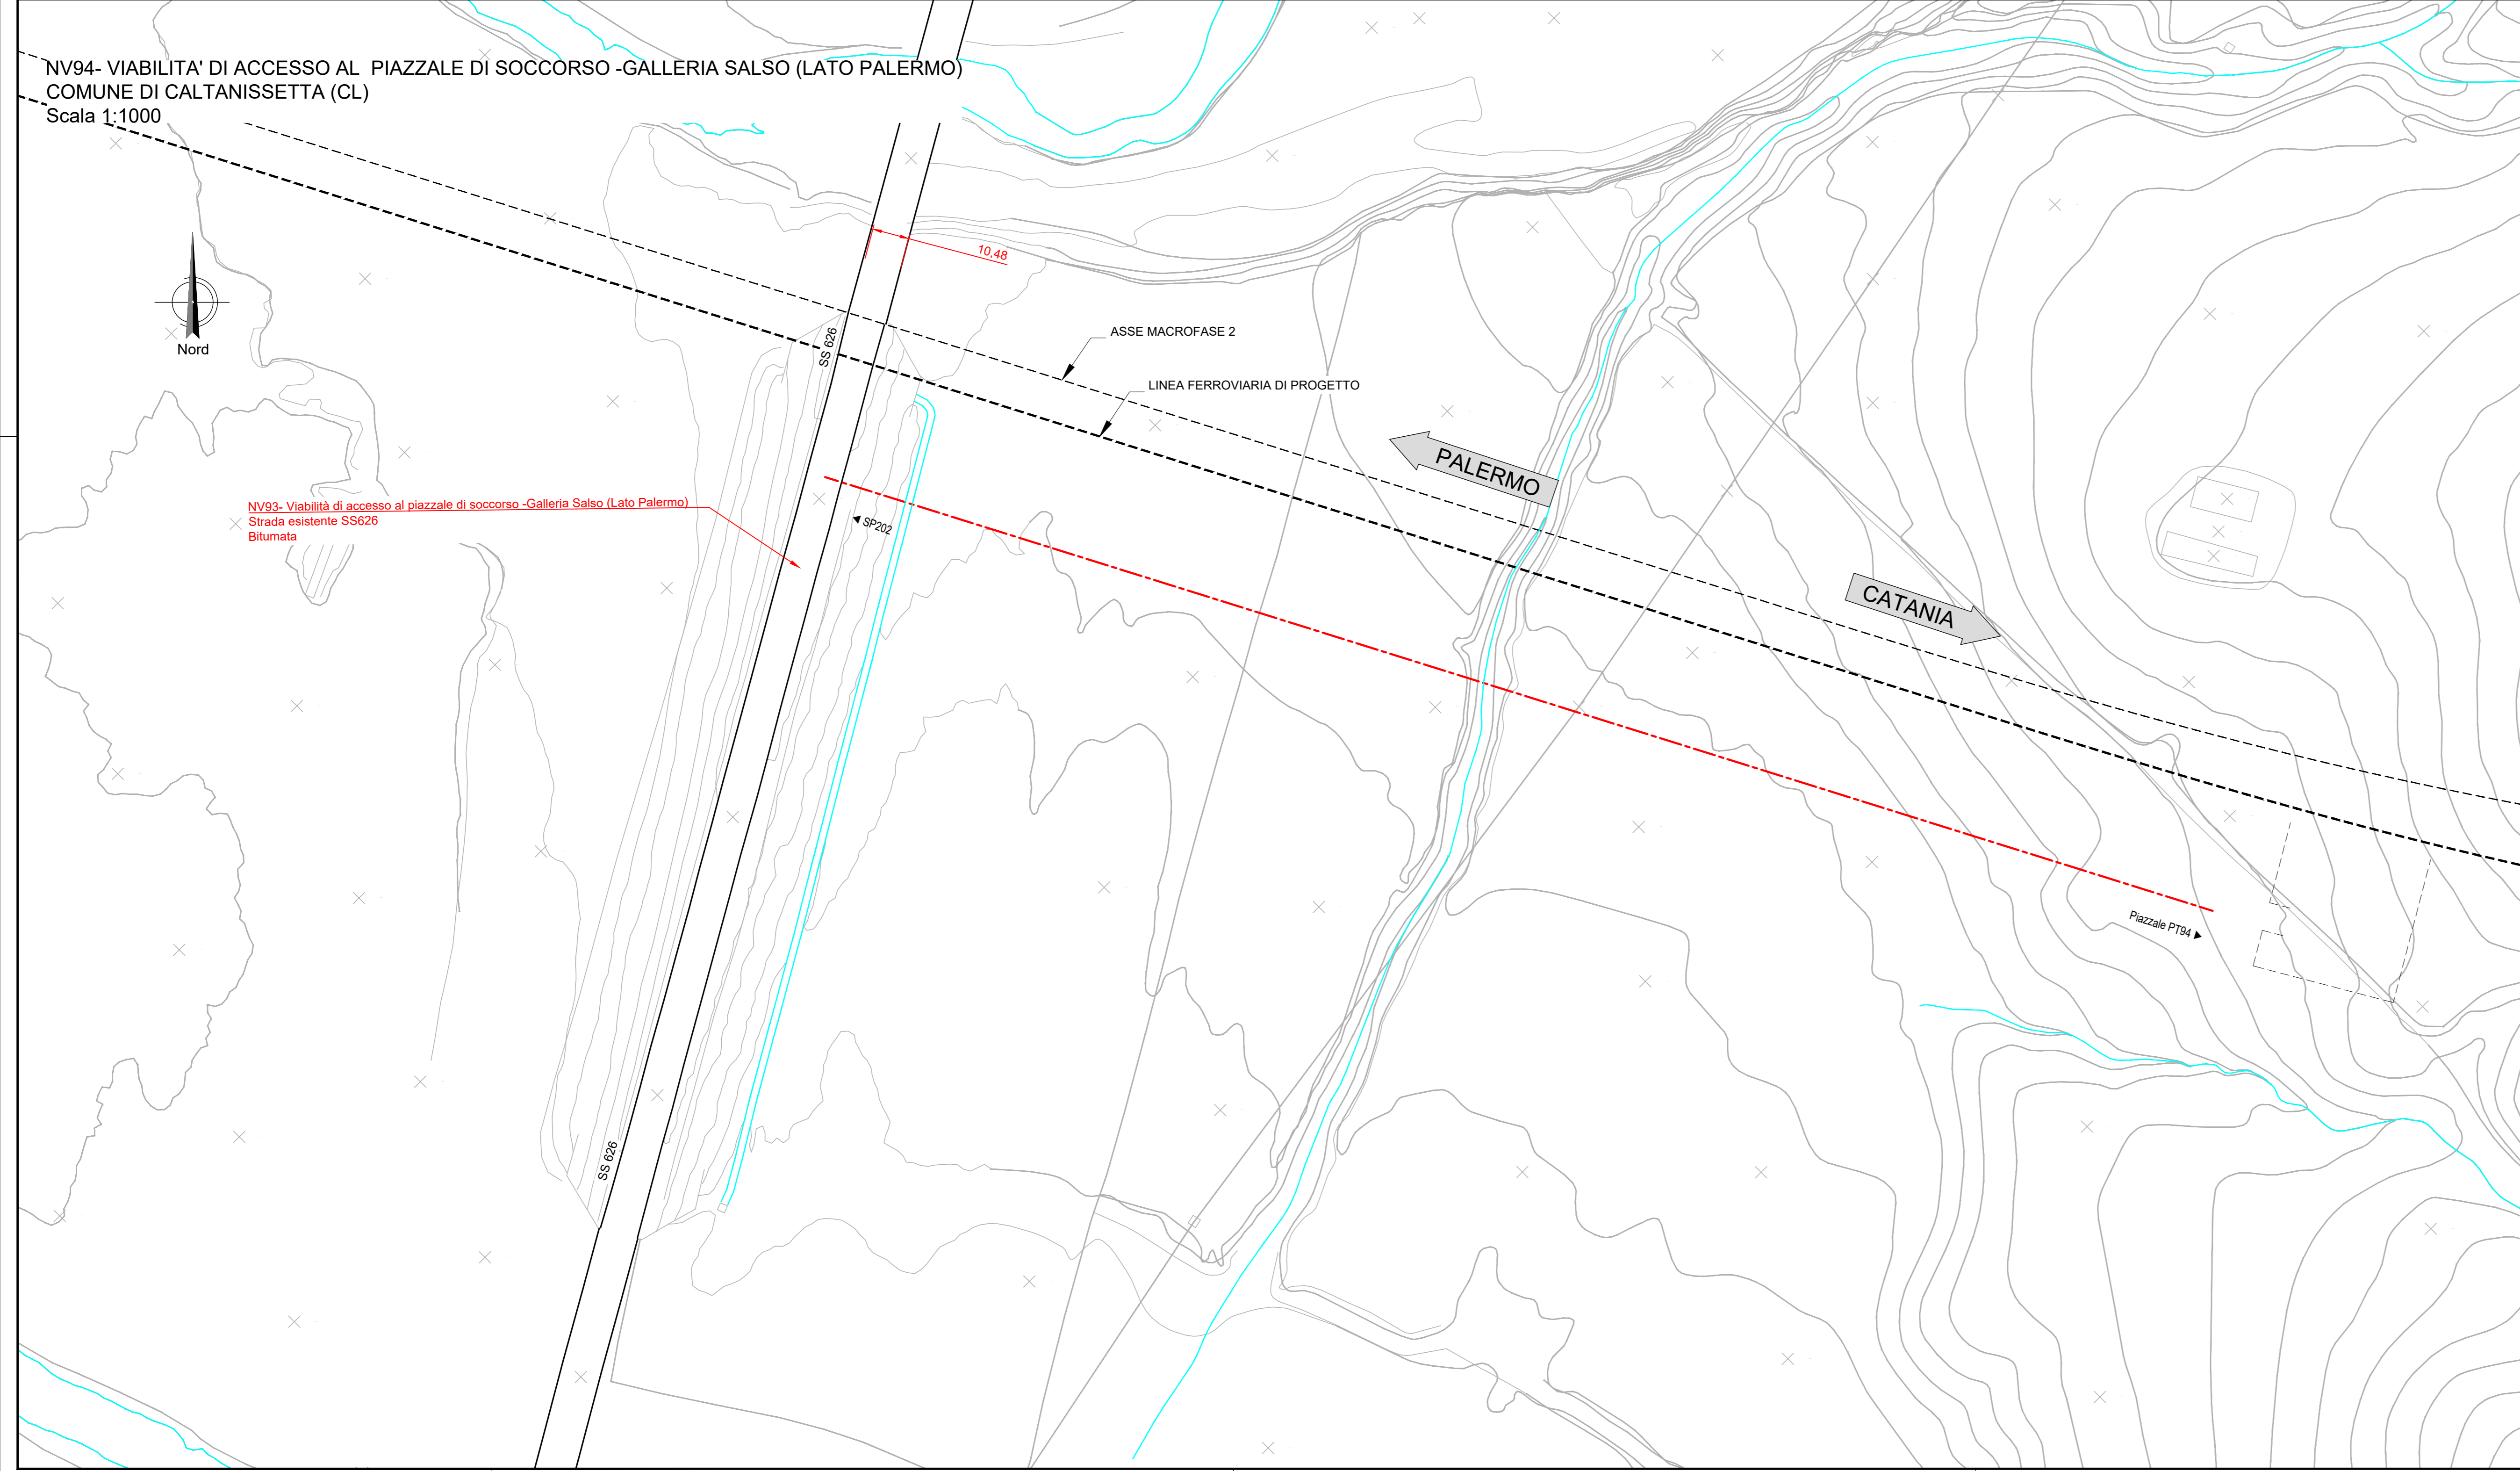 NV94- VIABILITA' DI ACCESSO AL  PIAZZALE DI SOCCORSO -GALLERIA SALSO (LATO PALERMO)
COMUNE DI CALTANISSETTA (CL)
Scala 1:1000
10,48
Nord
SS 626
ASSE MACROFASE 2
LINEA FERROVIARIA DI PROGETTO
PALERMO
NV93- Viabilità di accesso al piazzale di soccorso -Galleria Salso (Lato Palermo)
Strada esistente SS626
Bitumata
SP202
CATANIA
Piazzale PT94
SS 626